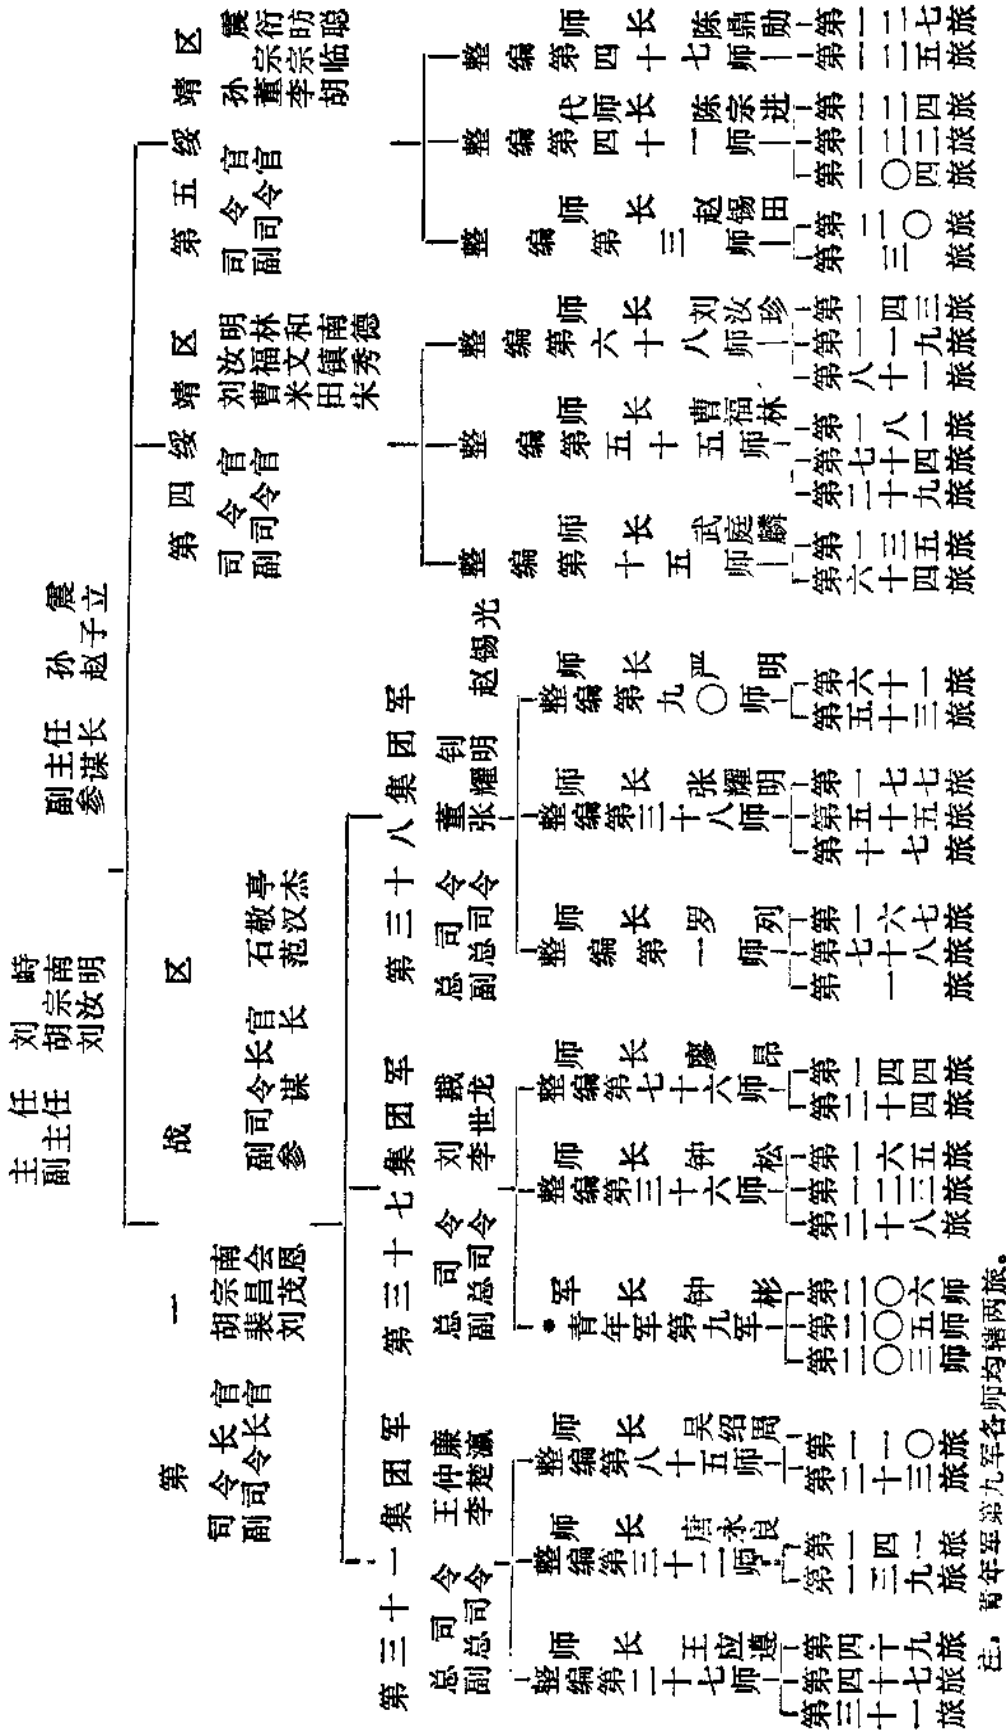 主任 刘峙
副主任 胡宗南
刘汝明
副主任 孙震
参谋长 赵子立
第一战区
司令长官 胡宗南
副司令长官 裴昌会
刘茂恩
副司令长官 石敬亭
参谋长 范汉杰
第三十一集团军
总司令 王仲廉
副总司令 李楚瀛
整编第二十七师
师长 王应遵
第四十九旅
第四十七旅
第三十一旅
整编第三十二师
师长 唐永良
第一四一旅
第一三九旅
整编第八十五师
师长 吴绍周
第一一〇旅
第二十三旅
第三十七集团军
总司令 刘戡
副总司令 李世龙
*青年军第九军
军长 钟彬
第二〇六师
第二〇五师
第二〇三师
整编第三十六师
师长 钟松
第一六五旅
第一二三旅
第二十八旅
整编第七十六师
师长 廖昂
第一四四旅
第二十四旅
第三十八集团军
总司令 董钊
副总司令 张耀明
赵锡光
整编第一师
师长 罗列
第一六七旅
第七十八旅
第一旅
整编第三十八师
师长 张耀明
第一七七旅
第五十五旅
第十七旅
整编第九〇师
师长 严明
第六十一旅
第五十三旅
第四绥靖区
司令官 刘汝明
副司令官 曹福林
米文和
田镇南
朱秀德
整编第十五师
师长 武庭麟
第一三五旅
第六十四旅
整编第五十五师
师长 曹福林
第一八一旅
第七十四旅
第二十九旅
整编第六十八师
师长 刘汝珍
第一四三旅
第一一九旅
第八十一旅
第五绥靖区
司令官 孙震
副司令官 董宗衍
李宗昉
胡临聪
整编第三师
师长 赵锡田
第二〇旅
第三旅
整编第四十一师
代师长 陈宗进
第一二四旅
第一二二旅
第一〇四旅
整编第四十七师
师长 陈鼎勋
第一二七旅
第一二五旅
注：青年军第九军各师均辖两旅。